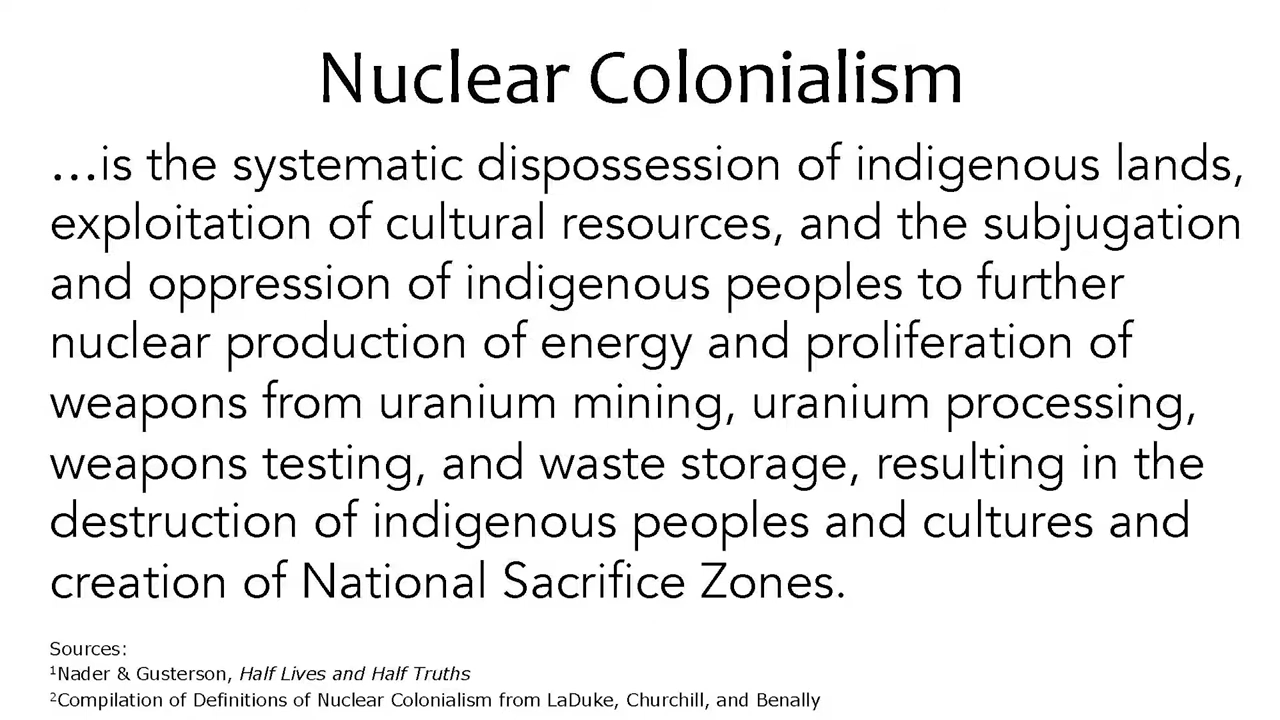 Nuclear Colonialism
…is the systematic dispossession of indigenous lands,
exploitation of cultural resources, and the subjugation
and oppression of indigenous peoples to further
nuclear production of energy and proliferation of
weapons from uranium mining, uranium processing,
weapons testing, and waste storage, resulting in the
destruction of indigenous peoples and cultures and
creation of National Sacrifice Zones.
Sources:
¹Nader & Gusterson, Half Lives and Half Truths
²Compilation of Definitions of Nuclear Colonialism from LaDuke, Churchill, and Benally